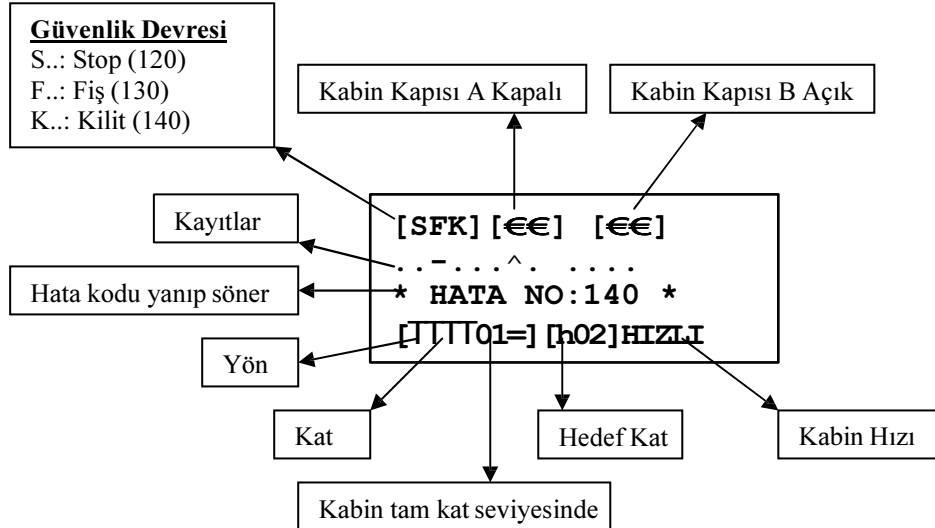 Güvenlik Devresi
S..: Stop (120)
F..: Fiş (130)
K..: Kilit (140)
Kabin Kapısı A Kapalı
Kabin Kapısı B Açık
Kayıtlar
Hata kodu yanıp söner
Yön
[SFK][€€] [€€]
..-...^. ....
* HATA NO:140 *
[‾‾‾‾01=][h02]HIZLI
Kat
Hedef Kat
Kabin Hızı
Kabin tam kat seviyesinde